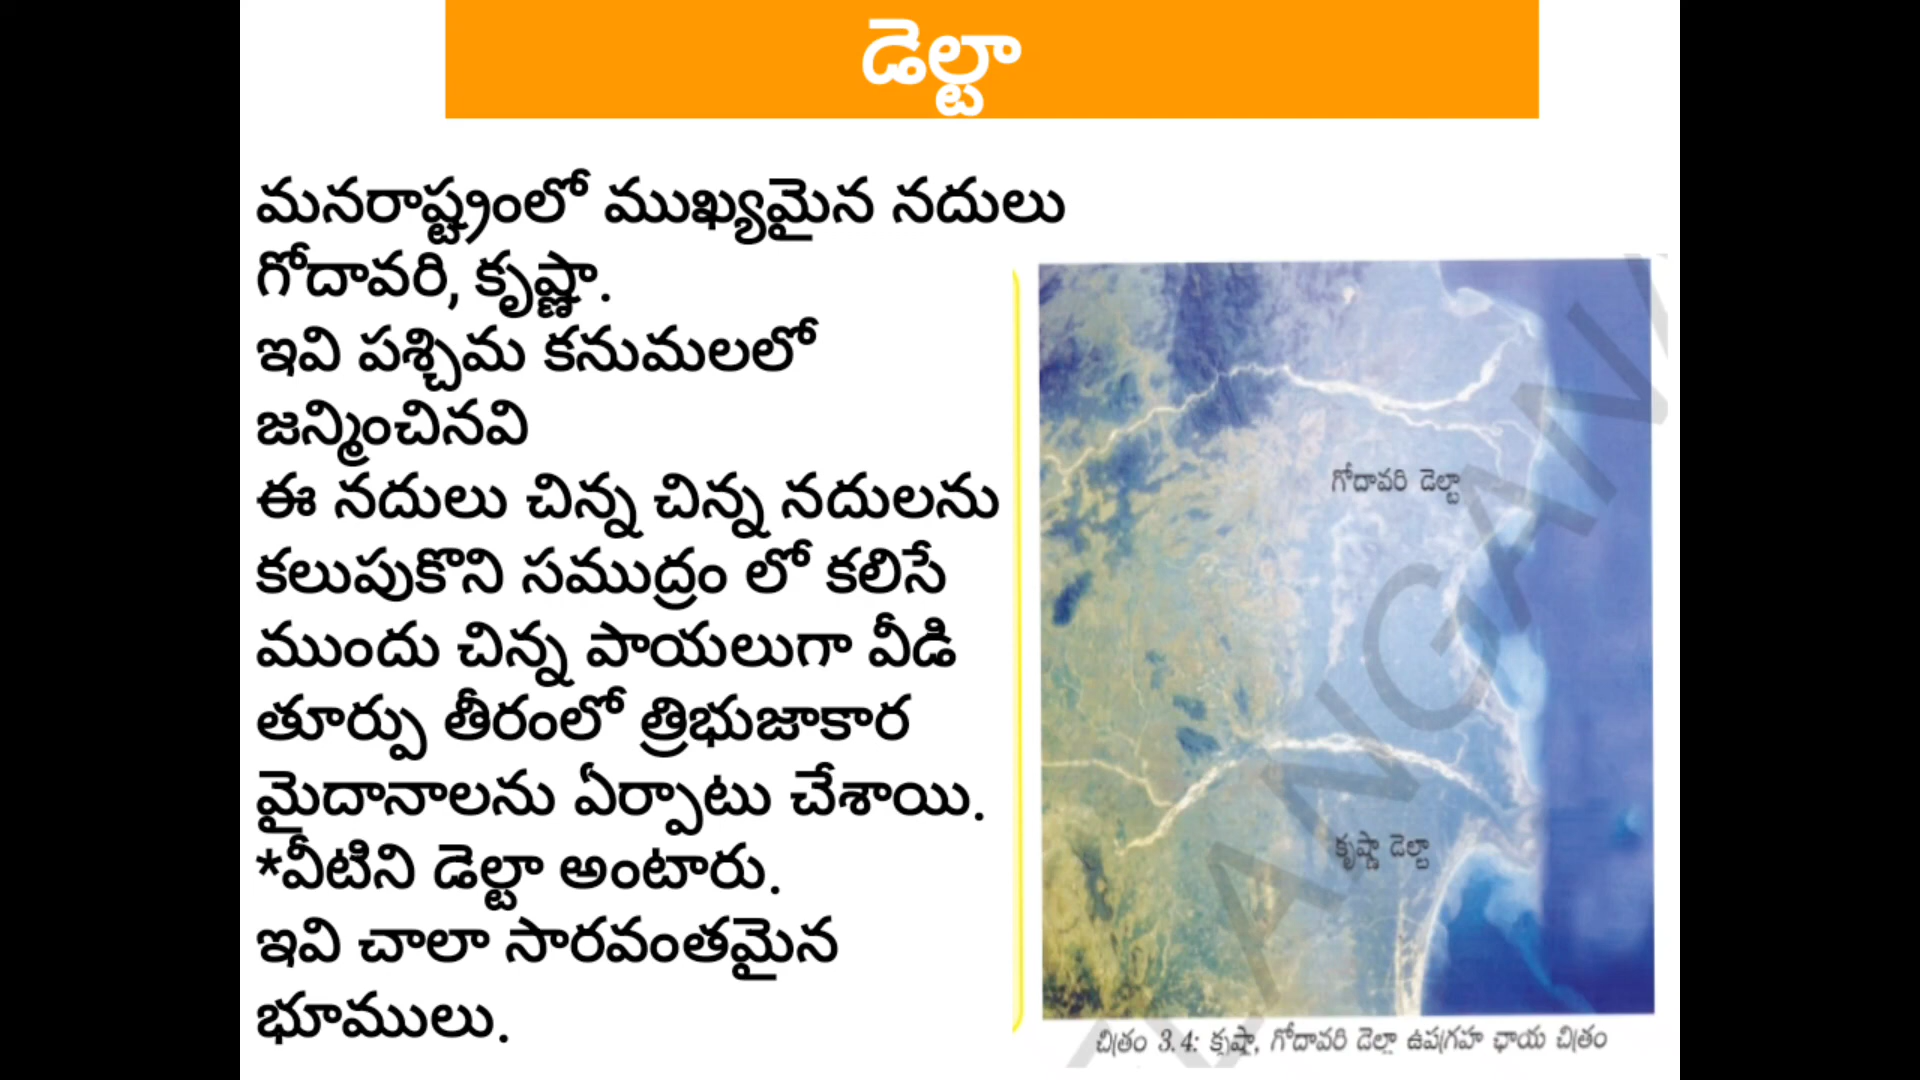 డెల్టా
మనరాష్ట్రంలో ముఖ్యమైన నదులు
గోదావరి, కృష్ణా.
ఇవి పశ్చిమ కనుమలలో
జన్మించినవి
ఈ నదులు చిన్న చిన్న నదులను
కలుపుకొని సముద్రం లో కలిసే
ముందు చిన్న పాయలుగా వీడి
తూర్పు తీరంలో త్రిభుజాకార
మైదానాలను ఏర్పాటు చేశాయి.
*వీటిని డెల్టా అంటారు.
ఇవి చాలా సారవంతమైన
భూములు.
గోదావరి డెల్టా
కృష్ణా డెల్టా
చిత్రం 3.4: కృష్ణా, గోదావరి డెల్టా ఉపగ్రహ ఛాయ చిత్రం